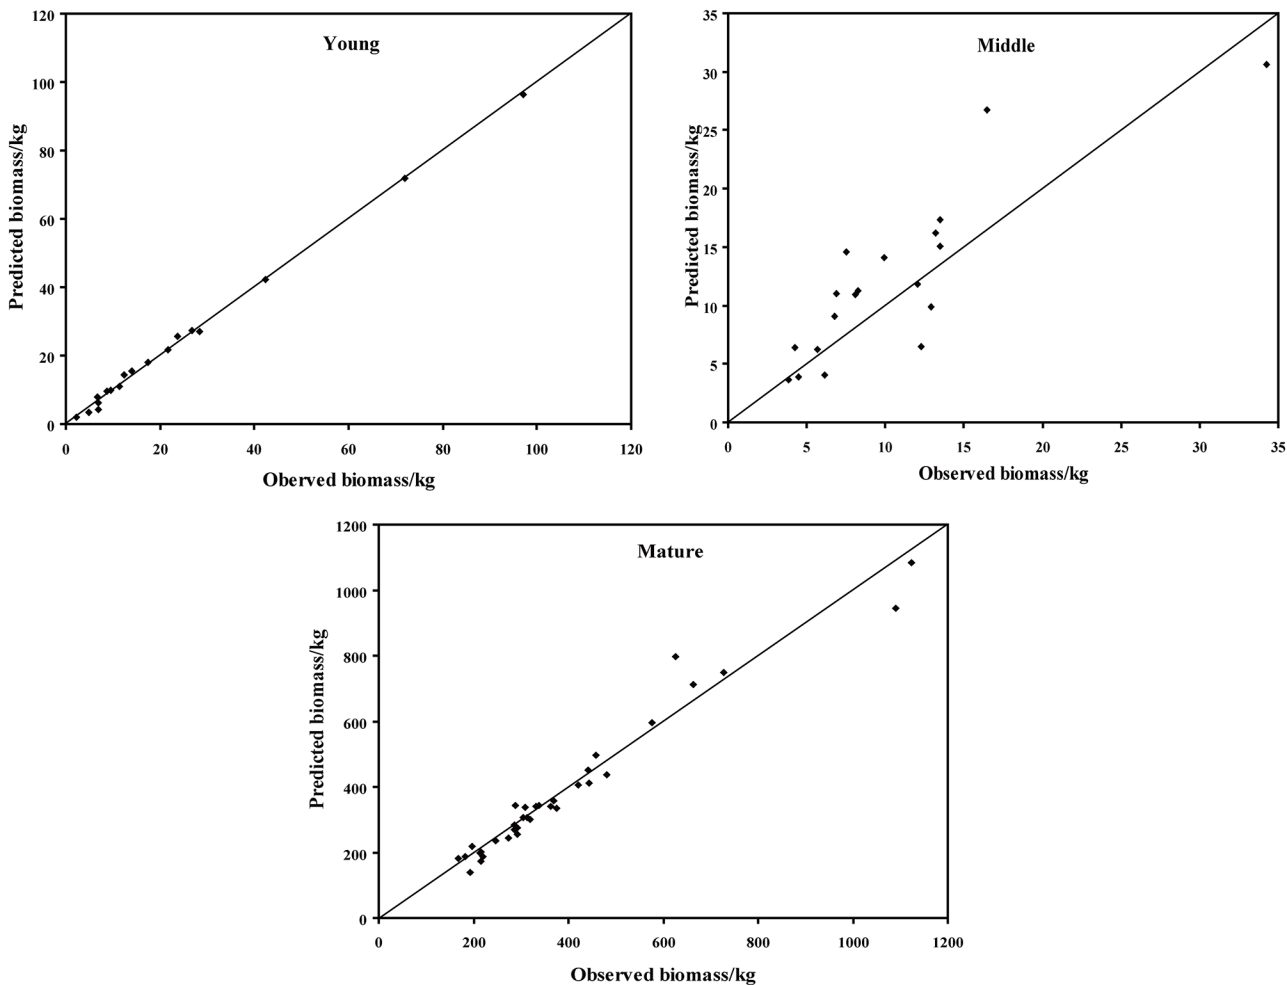 Young
Predicted biomass/kg
120
100
80
60
40
20
0
0 20 40 60 80 100 120
Oberved biomass/kg
Middle
Predicted biomass/kg
35
30
25
20
15
10
5
0
0 5 10 15 20 25 30 35
Observed biomass/kg
Mature
Predicted biomass/kg
1200
1000
800
600
400
200
0
0 200 400 600 800 1000 1200
Observed biomass/kg